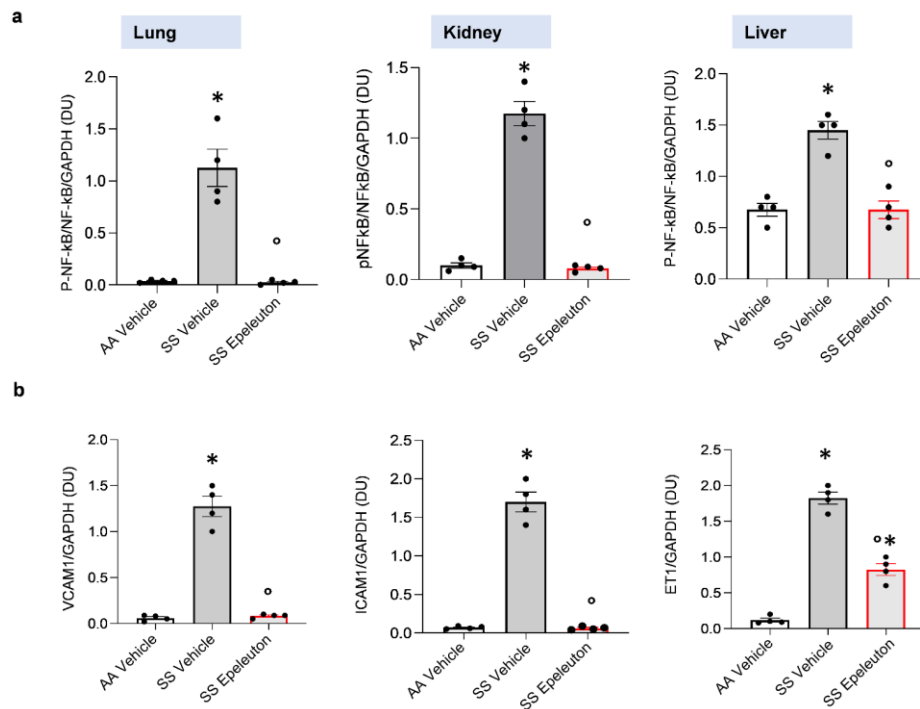 a
Lung
Kidney
Liver
P-NF-kB/NF-kB/GAPDH (DU)
2.0
1.5
1.0
0.5
0.0
*
AA Vehicle
SS Vehicle
SS Epeleuton
pNFkB/NFkB/GAPDH (DU)
1.5
1.0
0.5
0.0
*
AA Vehicle
SS Vehicle
SS Epeleuton
P-NF-kB/NF-kB/GADPH (DU)
2.0
1.5
1.0
0.5
0.0
*
AA Vehicle
SS Vehicle
SS Epeleuton
b
VCAM1/GAPDH (DU)
2.0
1.5
1.0
0.5
0.0
*
AA Vehicle
SS Vehicle
SS Epeleuton
ICAM1/GAPDH (DU)
2.5
2.0
1.5
1.0
0.5
0.0
*
AA Vehicle
SS Vehicle
SS Epeleuton
ET1/GAPDH (DU)
2.5
2.0
1.5
1.0
0.5
0.0
*
°*
AA Vehicle
SS Vehicle
SS Epeleuton